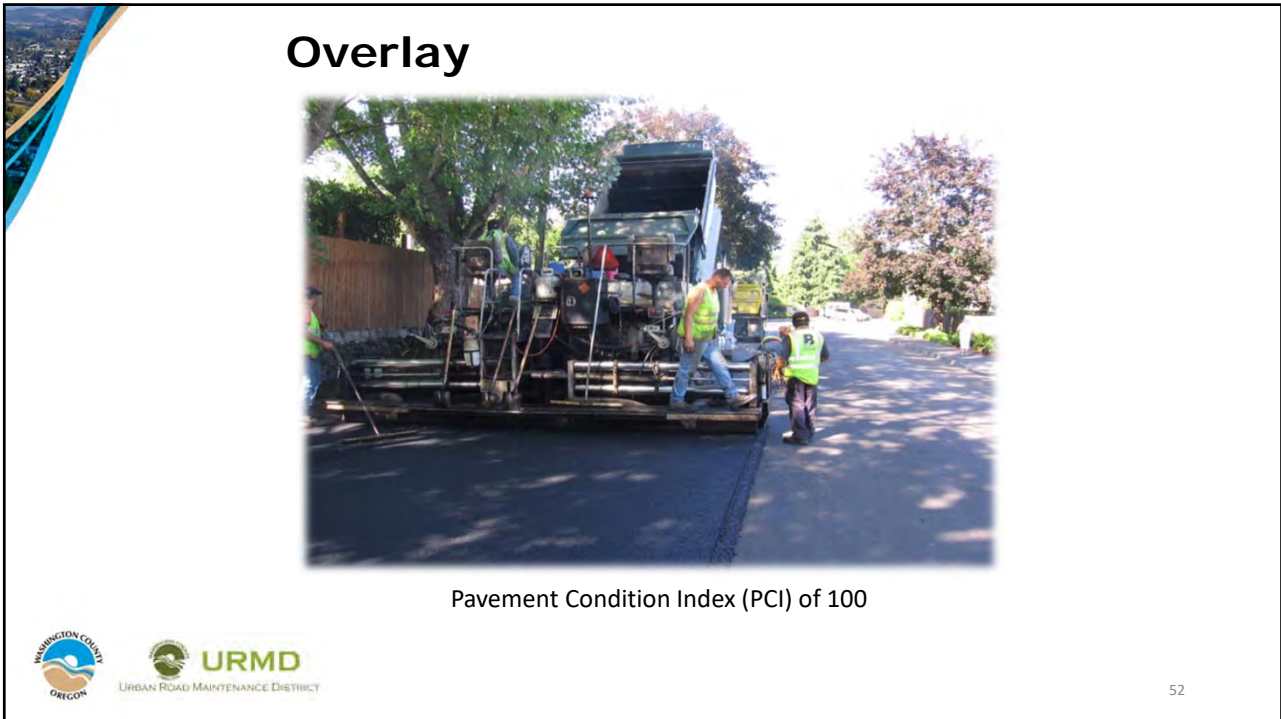 Overlay
B
Pavement Condition Index (PCI) of 100
WASHINGTON COUNTY
OREGON
URMD
URBAN ROAD MAINTENANCE DISTRICT
52